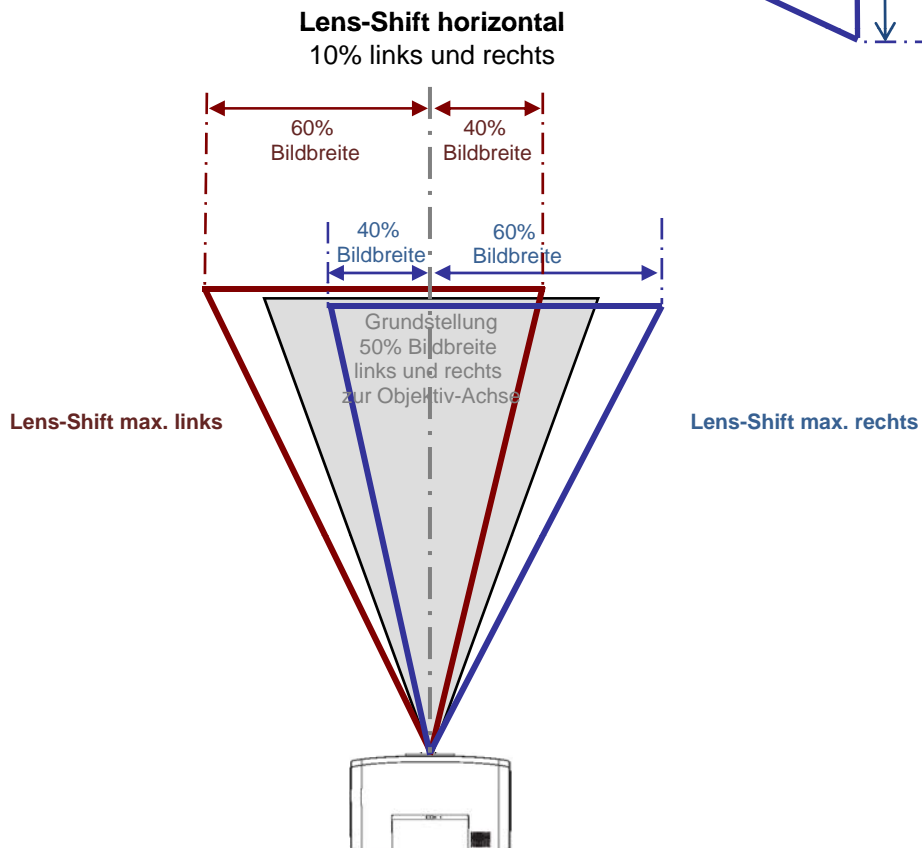 Lens-Shift horizontal
10% links und rechts
60%
Bildbreite
40%
Bildbreite
40%
Bildbreite
60%
Bildbreite
Grundstellung
50% Bildbreite
links und rechts
zur Objektiv-Achse
Lens-Shift max. links
Lens-Shift max. rechts